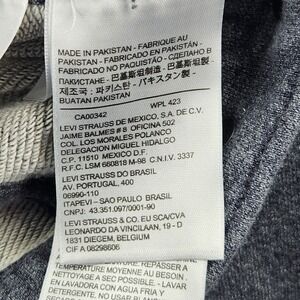 MADE IN PAKISTAN - FABRIQUE AU
PAKISTAN - FABRICADO EN PAKISTÁN -
FABRICADO NO PAQUISTÃO - СДЕЛАНО В
ПАКИСТАН - 巴基斯坦制造 - 巴基斯坦製
제조국 : 파키스탄 - パキスタン製 -
BUATAN PAKISTAN
CA00342 WPL 423
LEVI STRAUSS DE MEXICO, S.A. DE C.V.
JAIME BALMES # 8 OFICINA 502
COL. LOS MORALES POLANCO
DELEGACION MIGUEL HIDALGO
C.P. 11510 MEXICO D.F.
R.F.C. LSM 660818 M-98 C.N.I.V. 3337
LEVI STRAUSS DO BRASIL
AV. PORTUGAL, 400
06990-110
ITAPEVI – SAO PAULO BRASIL
CNPJ: 43.351.097/0001-90
LEVI STRAUSS & CO. EU SCA/CVA
LEONARDO DA VINCILAAN, 19 - D
1831 DIEGEM, BELGIUM
CIF A 08298606
REPASSER A
TEMPERATURE MOYENNE AU BESOIN,
- LAVAR
EN LAVADORA CON AGUA FRIA Y